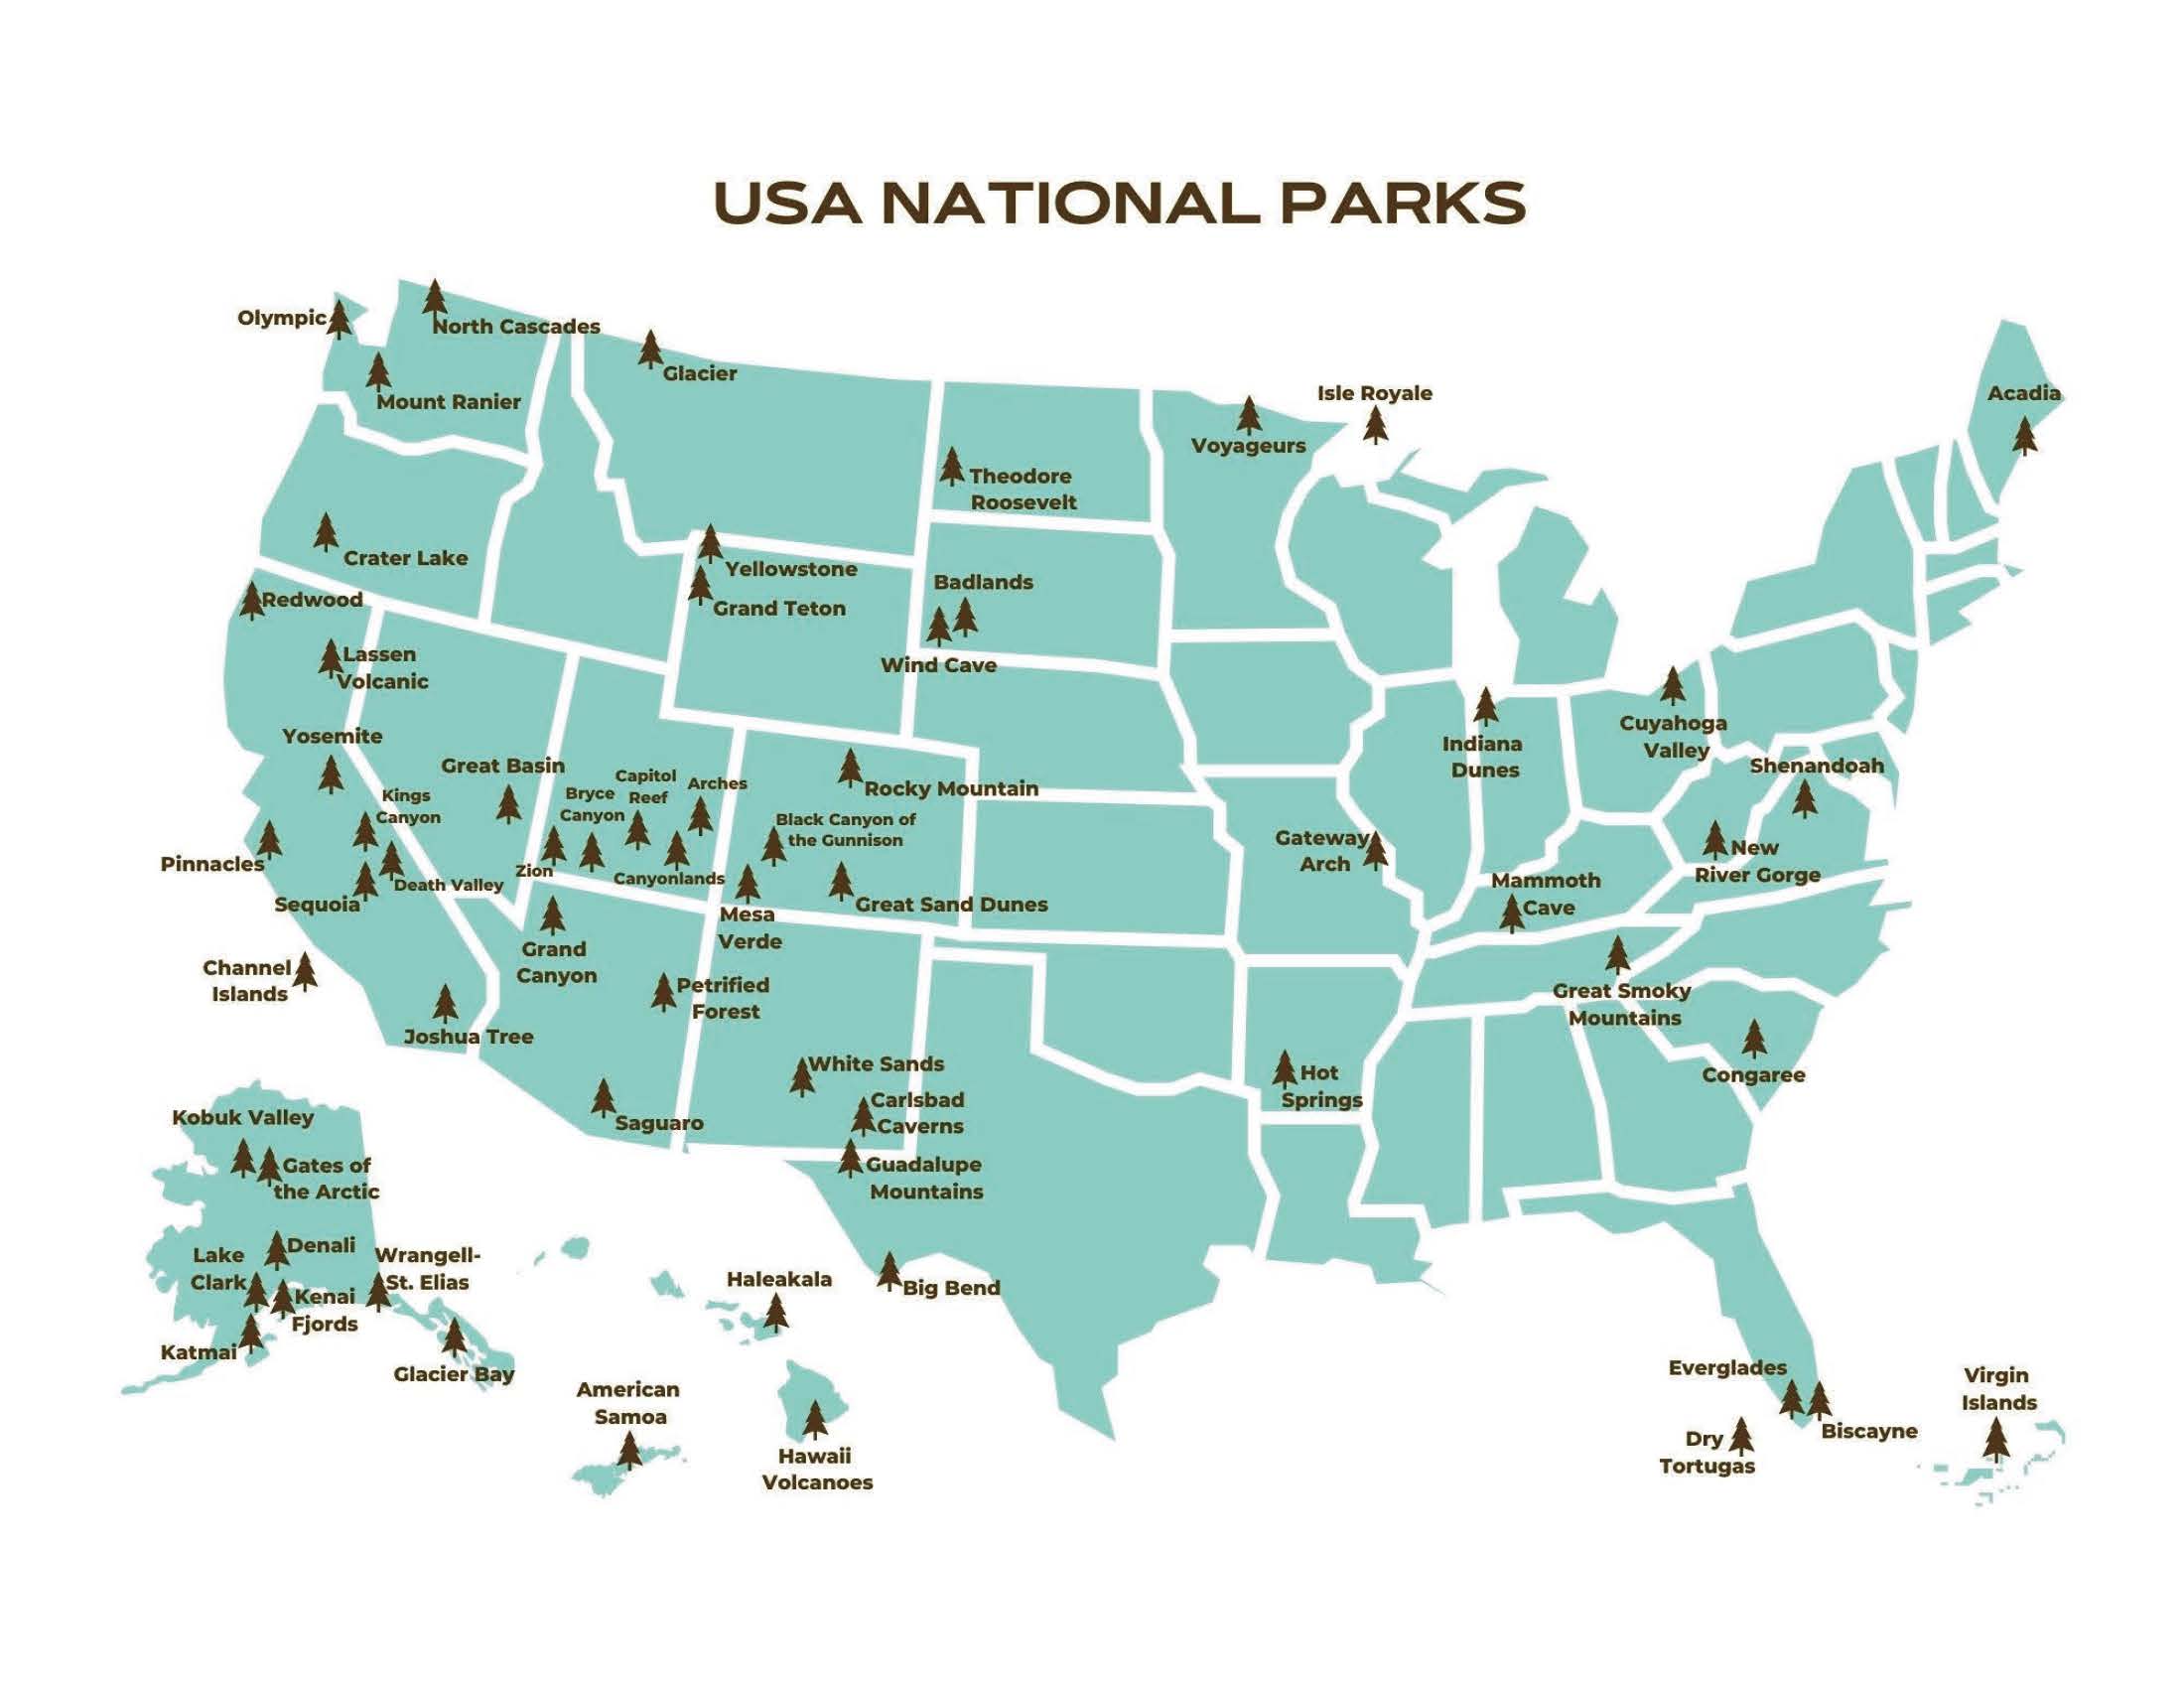 USA NATIONAL PARKS
Olympic
North Cascades
Mount Ranier
Glacier
Theodore
Roosevelt
Voyageurs
Isle Royale
Acadia
Crater Lake
Redwood
Yellowstone
Grand Teton
Badlands
Wind Cave
Lassen
Volcanic
Yosemite
Great Basin
Kings
Canyon
Bryce
Canyon
Capitol
Reef
Arches
Rocky Mountain
Black Canyon of
the Gunnison
Pinnacles
Sequoia
Death Valley
Zion
Canyonlands
Mesa
Verde
Great Sand Dunes
Channel
Islands
Joshua Tree
Grand
Canyon
Petrified
Forest
Saguaro
White Sands
Carlsbad
Caverns
Guadalupe
Mountains
Big Bend
Indiana
Dunes
Cuyahoga
Valley
Shenandoah
Gateway
Arch
Mammoth
Cave
New
River Gorge
Great Smoky
Mountains
Congaree
Hot
Springs
Kobuk Valley
Gates of
the Arctic
Denali
Lake
Clark
Wrangell-
St. Elias
Kenai
Fjords
Katmai
Glacier Bay
Haleakala
American
Samoa
Hawaii
Volcanoes
Everglades
Biscayne
Dry
Tortugas
Virgin
Islands